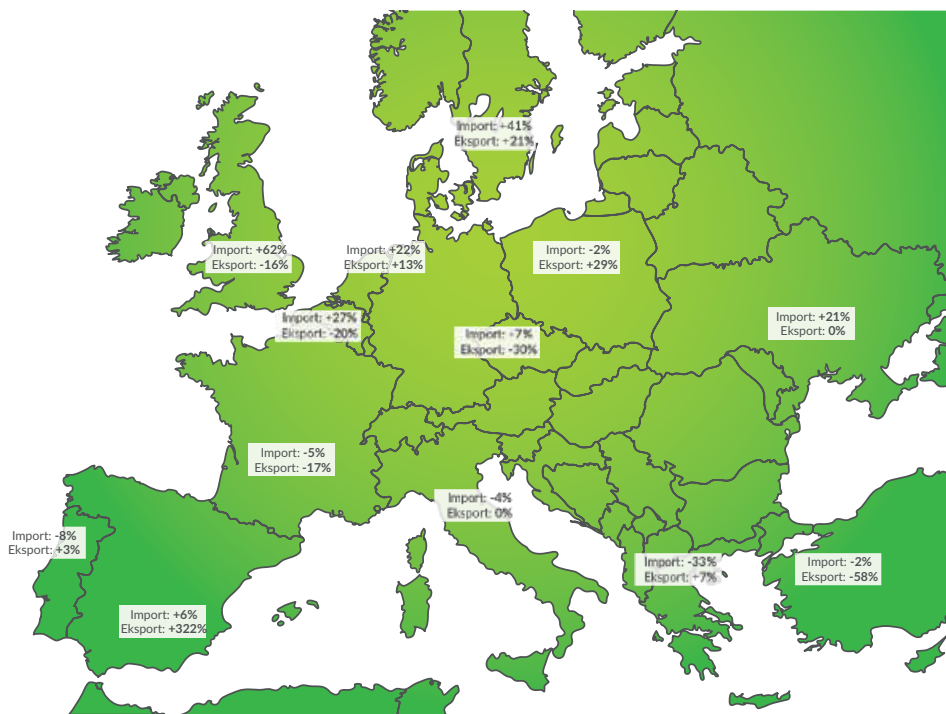 Import: +41%
Eksport: +21%
Import: +62%
Eksport: -16%
Import: +22%
Eksport: +13%
Import: -2%
Eksport: +29%
Import: +27%
Eksport: -20%
Import: +7%
Eksport: -30%
Import: +21%
Eksport: 0%
Import: -5%
Eksport: -17%
Import: -4%
Eksport: 0%
Import: -8%
Eksport: +3%
Import: -33%
Eksport: +7%
Import: -2%
Eksport: -58%
Import: +6%
Eksport: +322%